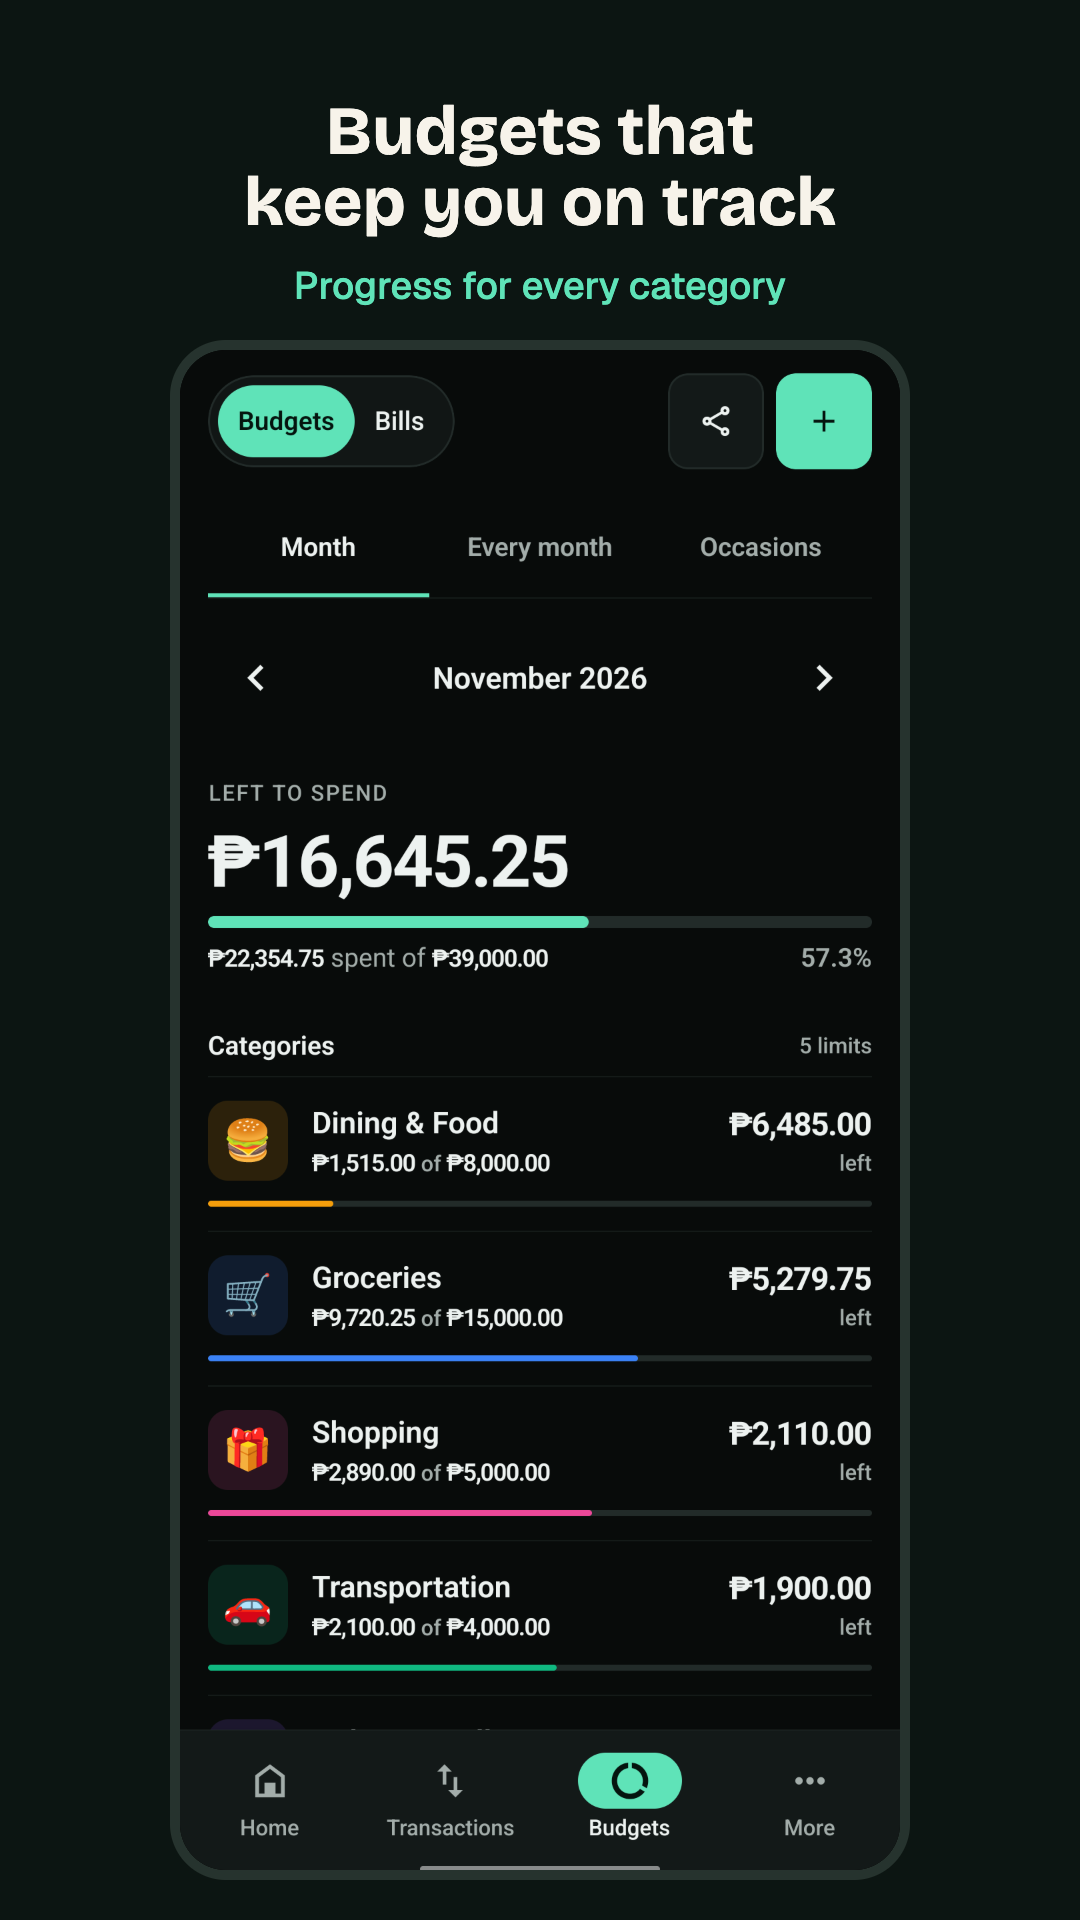 Budgets that
keep you on track
Progress for every category
Budgets Bills
Month Every month Occasions
November 2026
LEFT TO SPEND
₱16,645.25
₱22,354.75 spent of ₱39,000.00 57.3%
Categories 5 limits
Dining & Food ₱6,485.00
₱1,515.00 of ₱8,000.00 left
Groceries ₱5,279.75
₱9,720.25 of ₱15,000.00 left
Shopping ₱2,110.00
₱2,890.00 of ₱5,000.00 left
Transportation ₱1,900.00
₱2,100.00 of ₱4,000.00 left
Home Transactions Budgets More